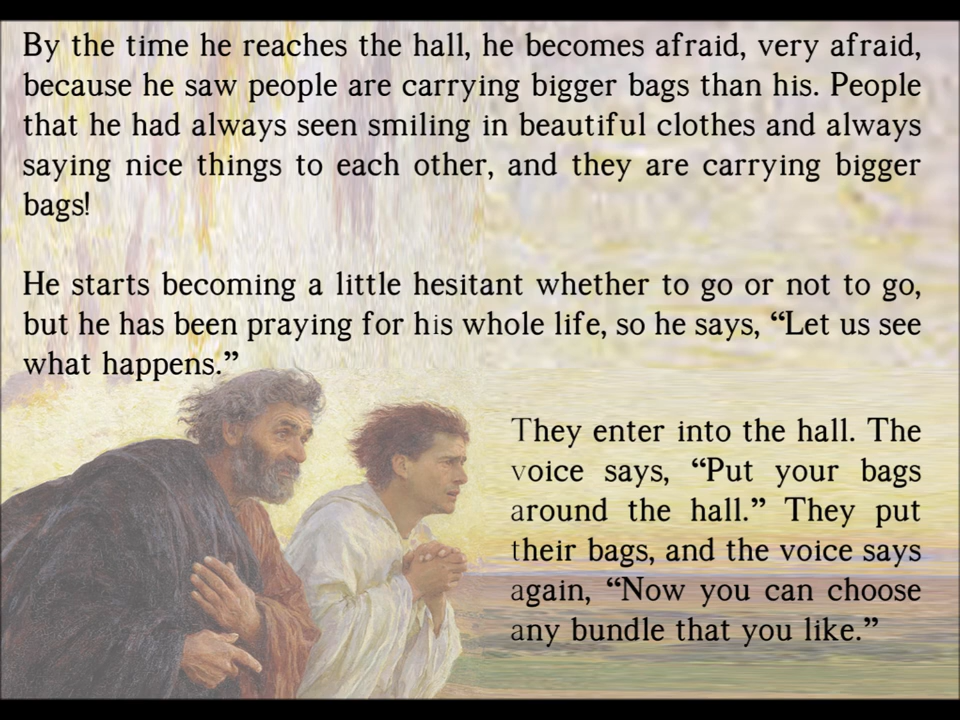 By the time he reaches the hall, he becomes afraid, very afraid,
because he saw people are carrying bigger bags than his. People
that he had always seen smiling in beautiful clothes and always
saying nice things to each other, and they are carrying bigger
bags!
He starts becoming a little hesitant whether to go or not to go,
but he has been praying for his whole life, so he says, “Let us see
what happens.”
They enter into the hall. The
voice says, “Put your bags
around the hall.” They put
their bags, and the voice says
again, “Now you can choose
any bundle that you like.”